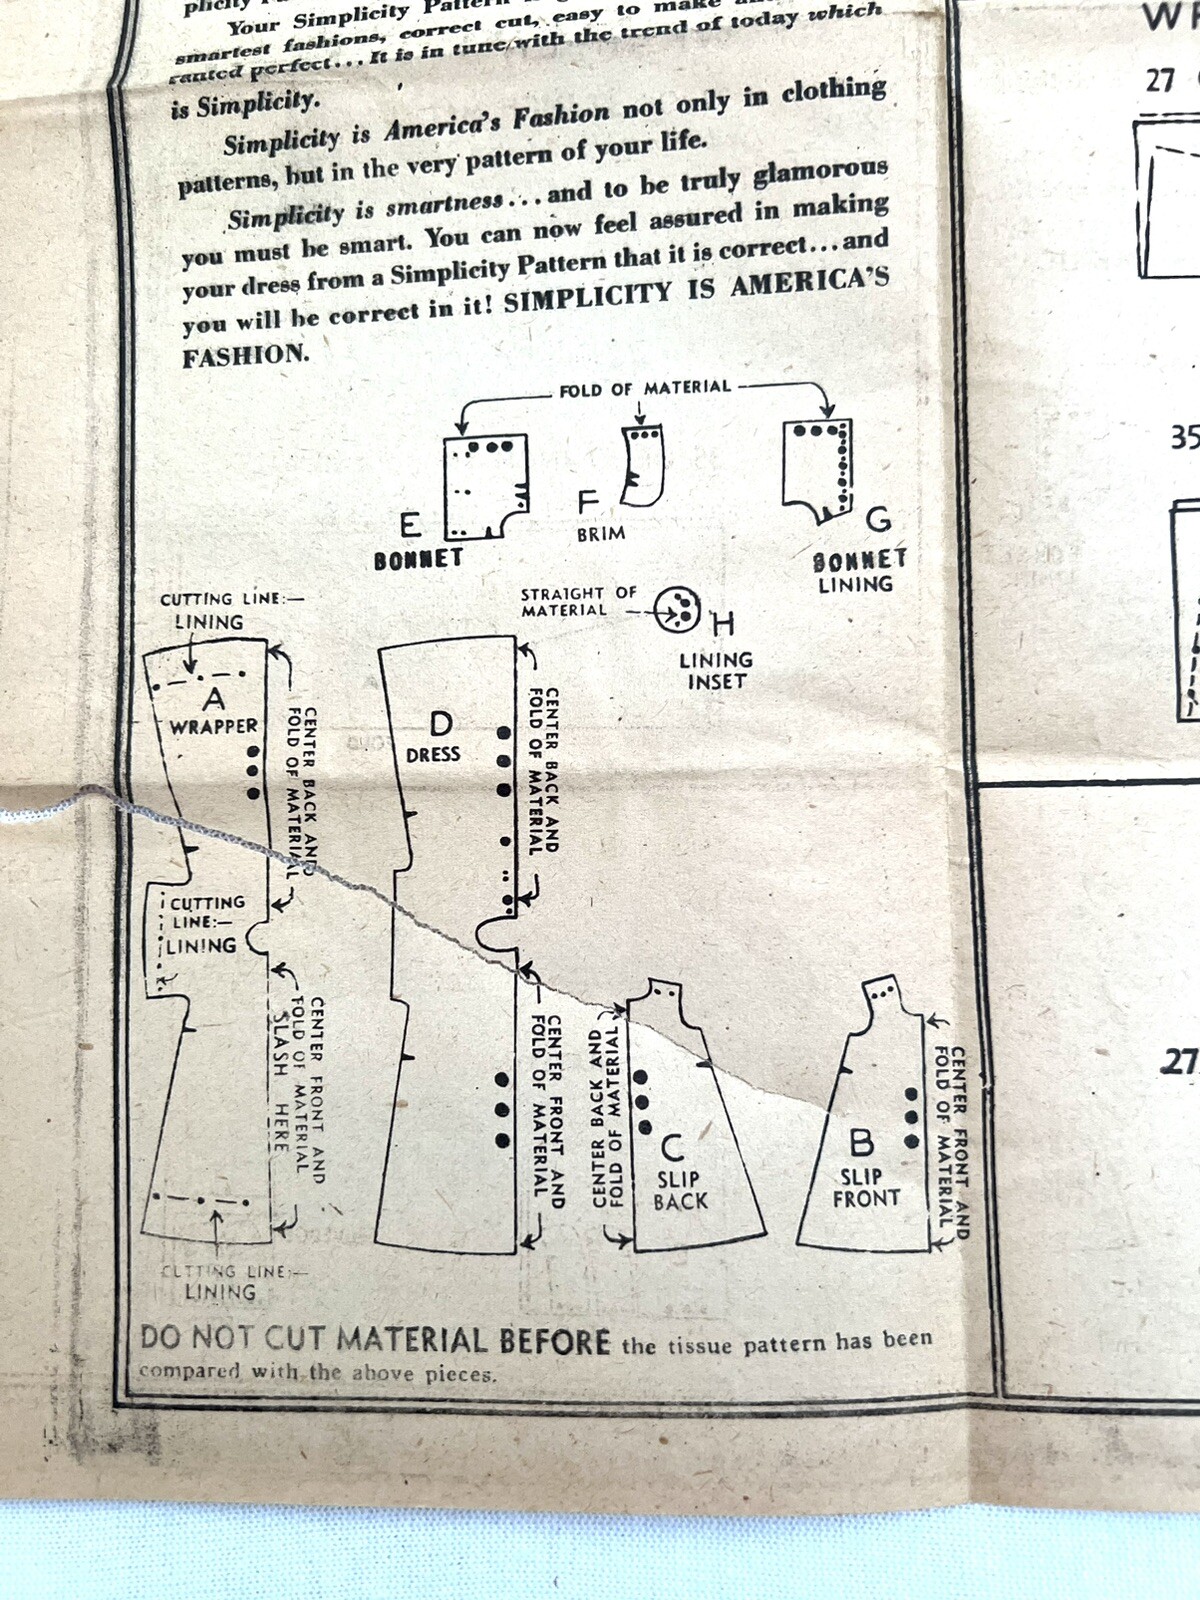 plicity
Your Simplicity Pattern
smartest fashions, correct cut, easy to make
ranted perfect... It is in tune with the trend of today which
is Simplicity.
Simplicity is America's Fashion not only in clothing
patterns, but in the very pattern of your life.
Simplicity is smartness... and to be truly glamorous
you must be smart. You can now feel assured in making
your dress from a Simplicity Pattern that it is correct... and
you will be correct in it! SIMPLICITY IS AMERICA'S
FASHION.
FOLD OF MATERIAL
E
BONNET
F
BRIM
G
BONNET
LINING
STRAIGHT OF
MATERIAL
H
LINING
INSET
CUTTING LINE:—
LINING
A
WRAPPER
CENTER BACK AND
FOLD OF MATERIAL
CUTTING
LINE:—
LINING
CENTER FRONT AND
FOLD OF MATERIAL
SLASH HERE
CUTTING LINE:—
LINING
D
DRESS
CENTER BACK AND
FOLD OF MATERIAL
CENTER FRONT AND
FOLD OF MATERIAL
CENTER BACK AND
FOLD OF MATERIAL
C
SLIP
BACK
B
SLIP
FRONT
CENTER FRONT AND
FOLD OF MATERIAL
DO NOT CUT MATERIAL BEFORE the tissue pattern has been
compared with the above pieces.
27
35
27